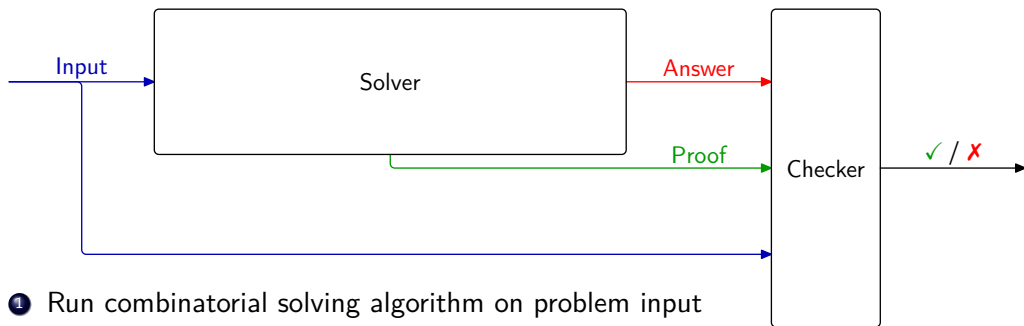 Input
Solver
Answer
Proof
Checker
✓ / ✗
1 Run combinatorial solving algorithm on problem input